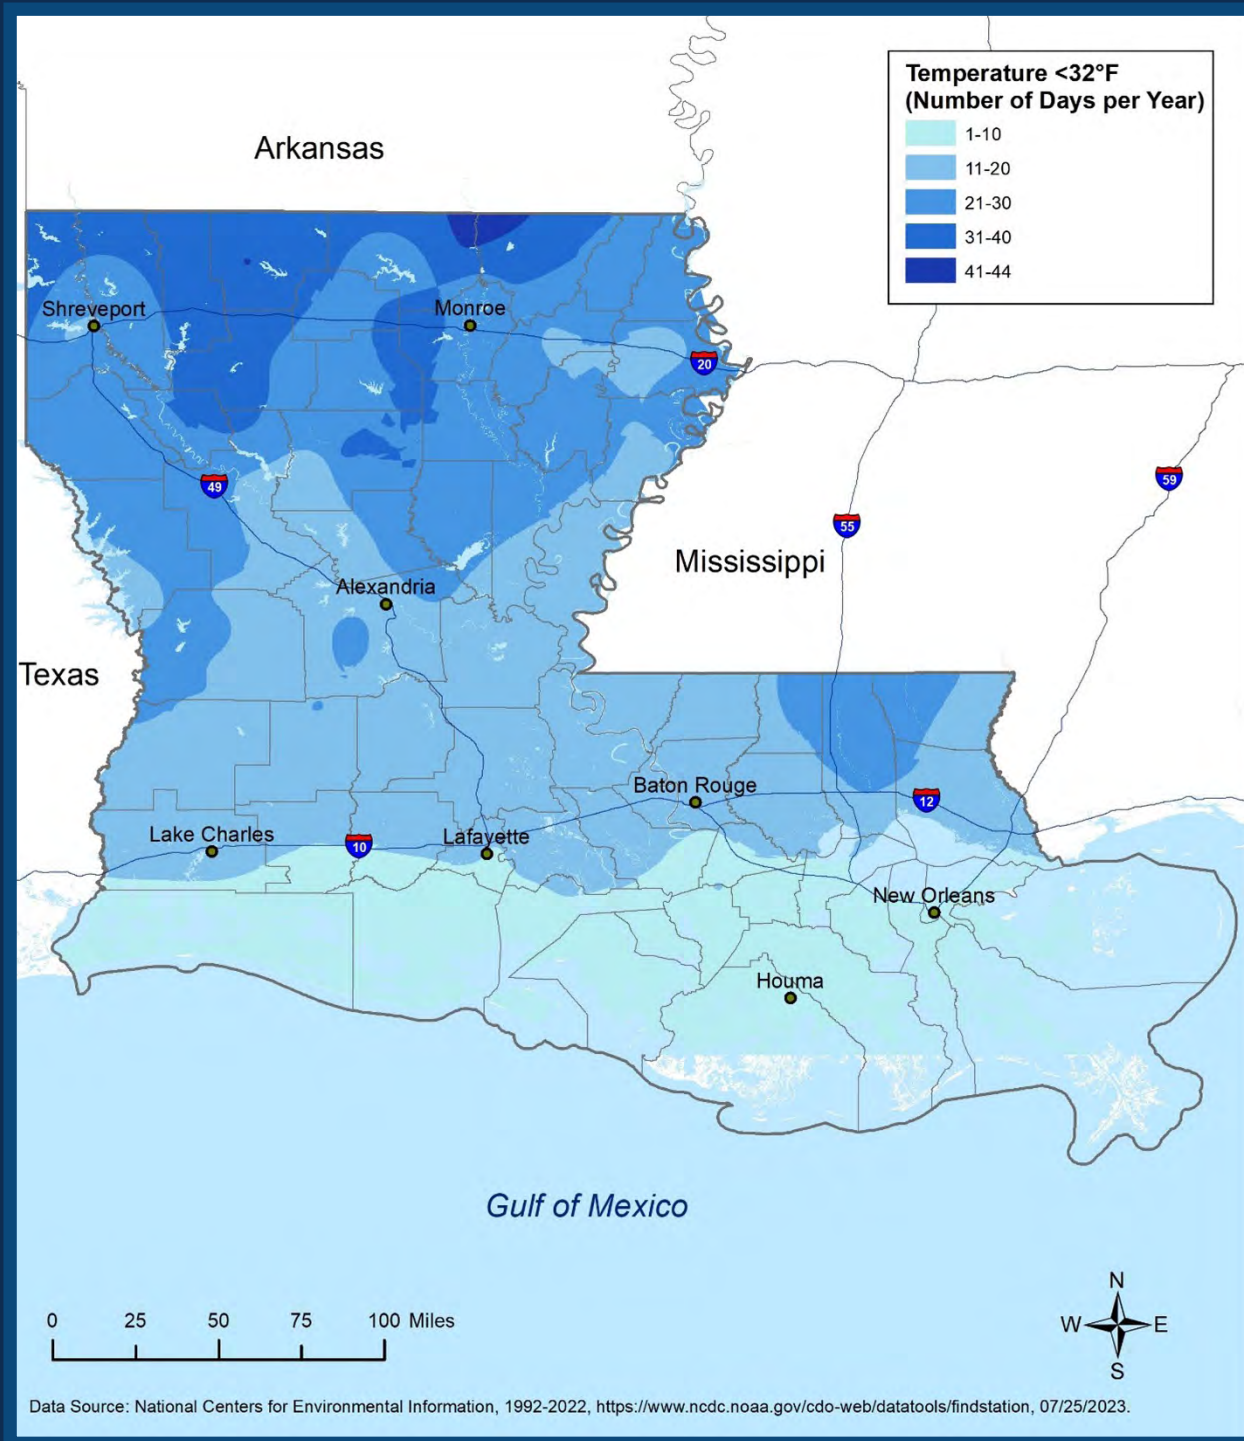 Temperature <32°F
(Number of Days per Year)
1-10
11-20
21-30
31-40
41-44
Arkansas
Shreveport
Monroe
20
49
59
55
Mississippi
Alexandria
Texas
Baton Rouge
12
Lake Charles
10
Lafayette
New Orleans
Houma
Gulf of Mexico
N
W E
S
0 25 50 75 100 Miles
Data Source: National Centers for Environmental Information, 1992-2022, https://www.ncdc.noaa.gov/cdo-web/datatools/findstation, 07/25/2023.